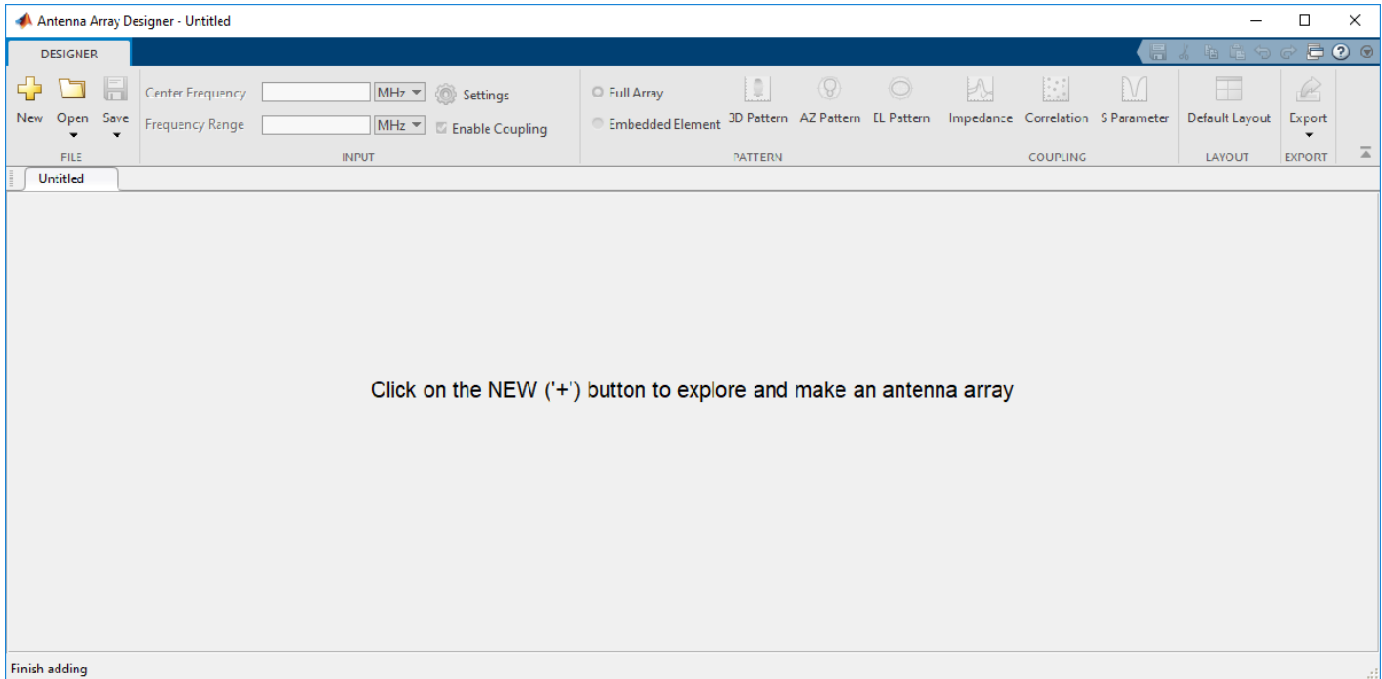 Antenna Array Designer - Untitled
DESIGNER
New Open Save
FILE
Center Frequency MHz Settings
Frequency Range MHz Enable Coupling
INPUT
Full Array
Embedded Element
3D Pattern AZ Pattern EL Pattern
PATTERN
Impedance Correlation S Parameter
COUPLING
Default Layout
LAYOUT
Export
EXPORT
Untitled
Click on the NEW ('+') button to explore and make an antenna array
Finish adding